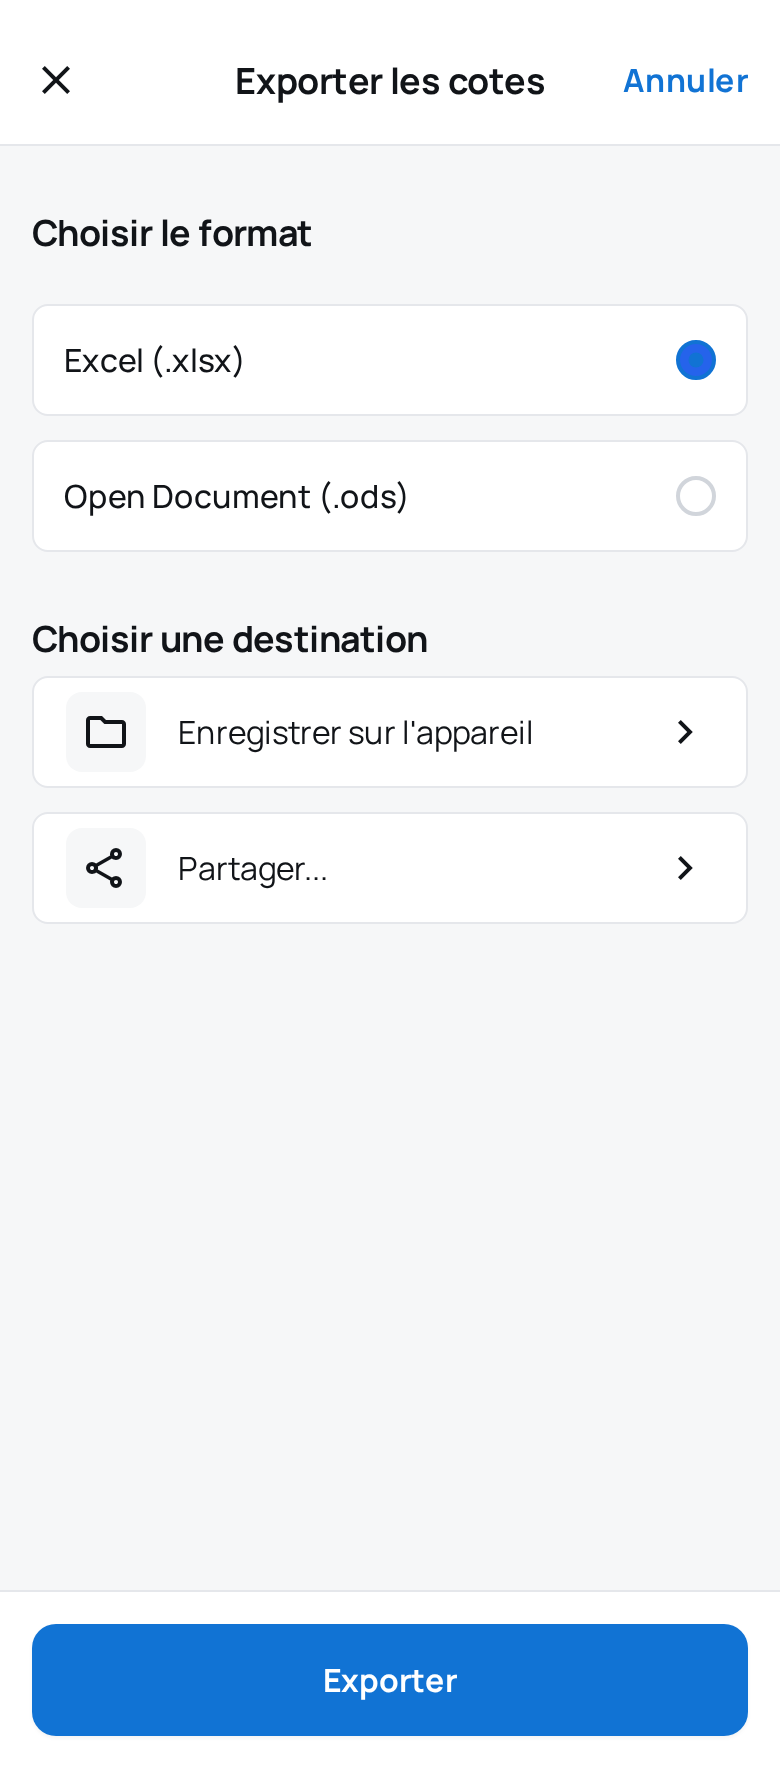 Exporter les cotes
Annuler
Choisir le format
Excel (.xlsx)
Open Document (.ods)
Choisir une destination
Enregistrer sur l'appareil
Partager...
Exporter